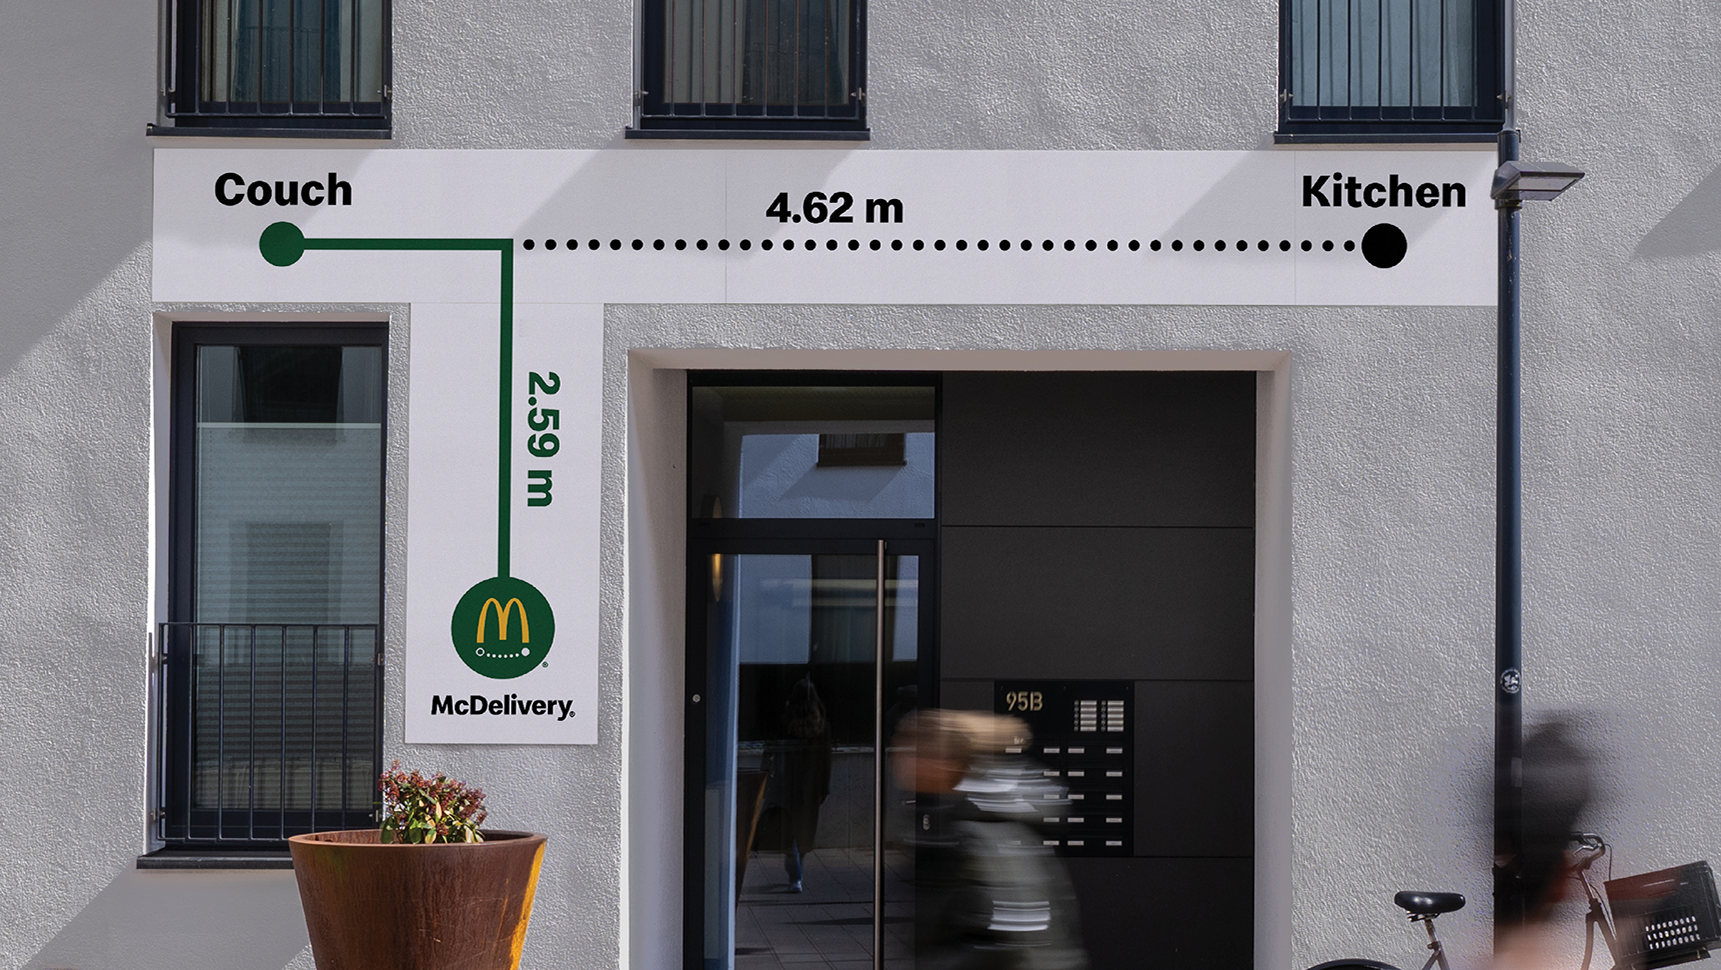 Couch
4.62 m
Kitchen
2.59 m
McDelivery®
95B